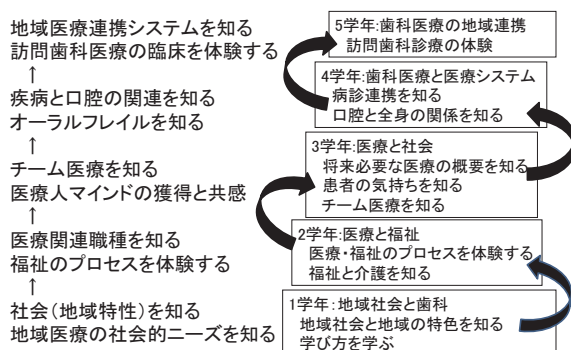 地域医療連携システムを知る
訪問歯科医療の臨床を体験する
↑
疾病と口腔の関連を知る
オーラルフレイルを知る
↑
チーム医療を知る
医療人マインドの獲得と共感
↑
医療関連職種を知る
福祉のプロセスを体験する
↑
社会(地域特性)を知る
地域医療の社会的ニーズを知る
5学年:歯科医療の地域連携
訪問歯科診療の体験
4学年:歯科医療と医療システム
病診連携を知る
口腔と全身の関係を知る
3学年:医療と社会
将来必要な医療の概要を知る
患者の気持ちを知る
チーム医療を知る
2学年:医療と福祉
医療・福祉のプロセスを体験する
福祉と介護を知る
1学年:地域社会と歯科
地域社会と地域の特色を知る
学び方を学ぶ